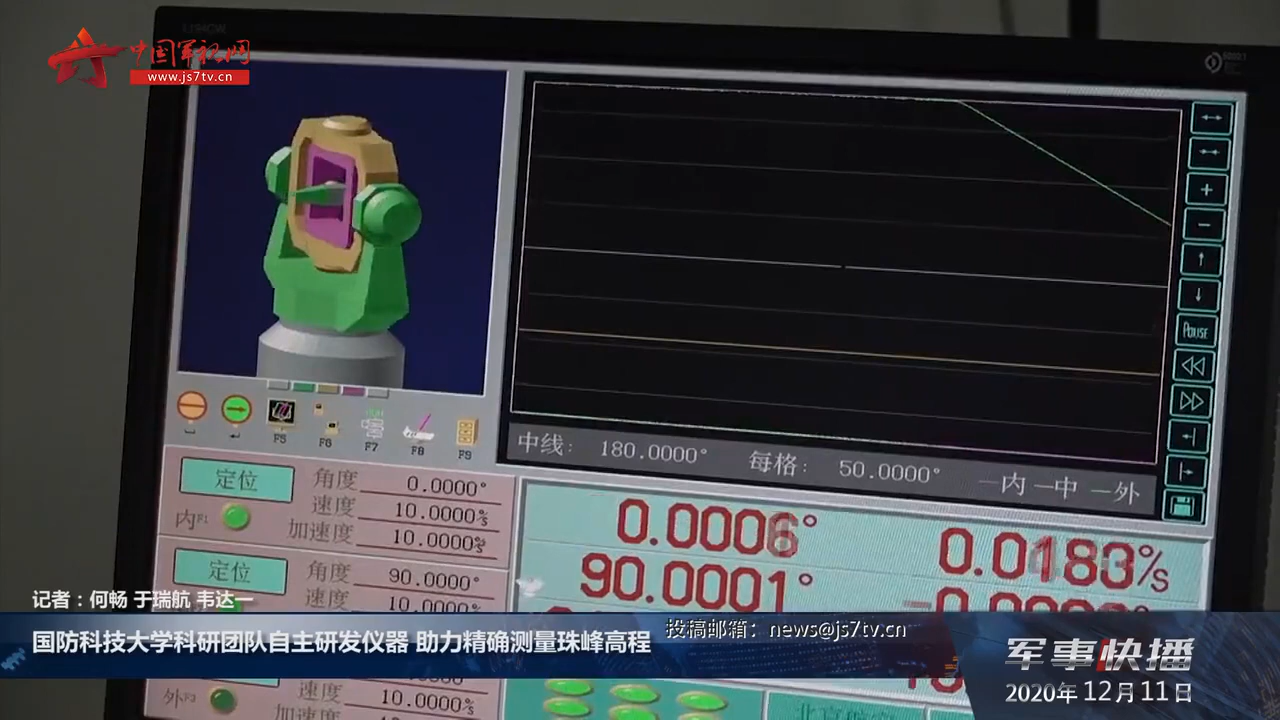 中国军视网
www.js7tv.cn
中线： 180.0000° 每格： 50.0000° 一内 一中 一外
PAUSE
F5 F6 F7 F8 F9
定位
角度 0.0000°
速度 10.0000°/s
内F1
加速度 10.0000°/s²
定位
角度 90.0000°
速度 10.0000
0.0006°
0.0183°/s
90.0001°
记者：何畅 于瑞航 韦达一
国防科技大学科研团队自主研发仪器 助力精确测量珠峰高程
投稿邮箱：news@js7tv.cn
军事快播
2020年12月11日
外F3
速度 10.0000°/s
加速度